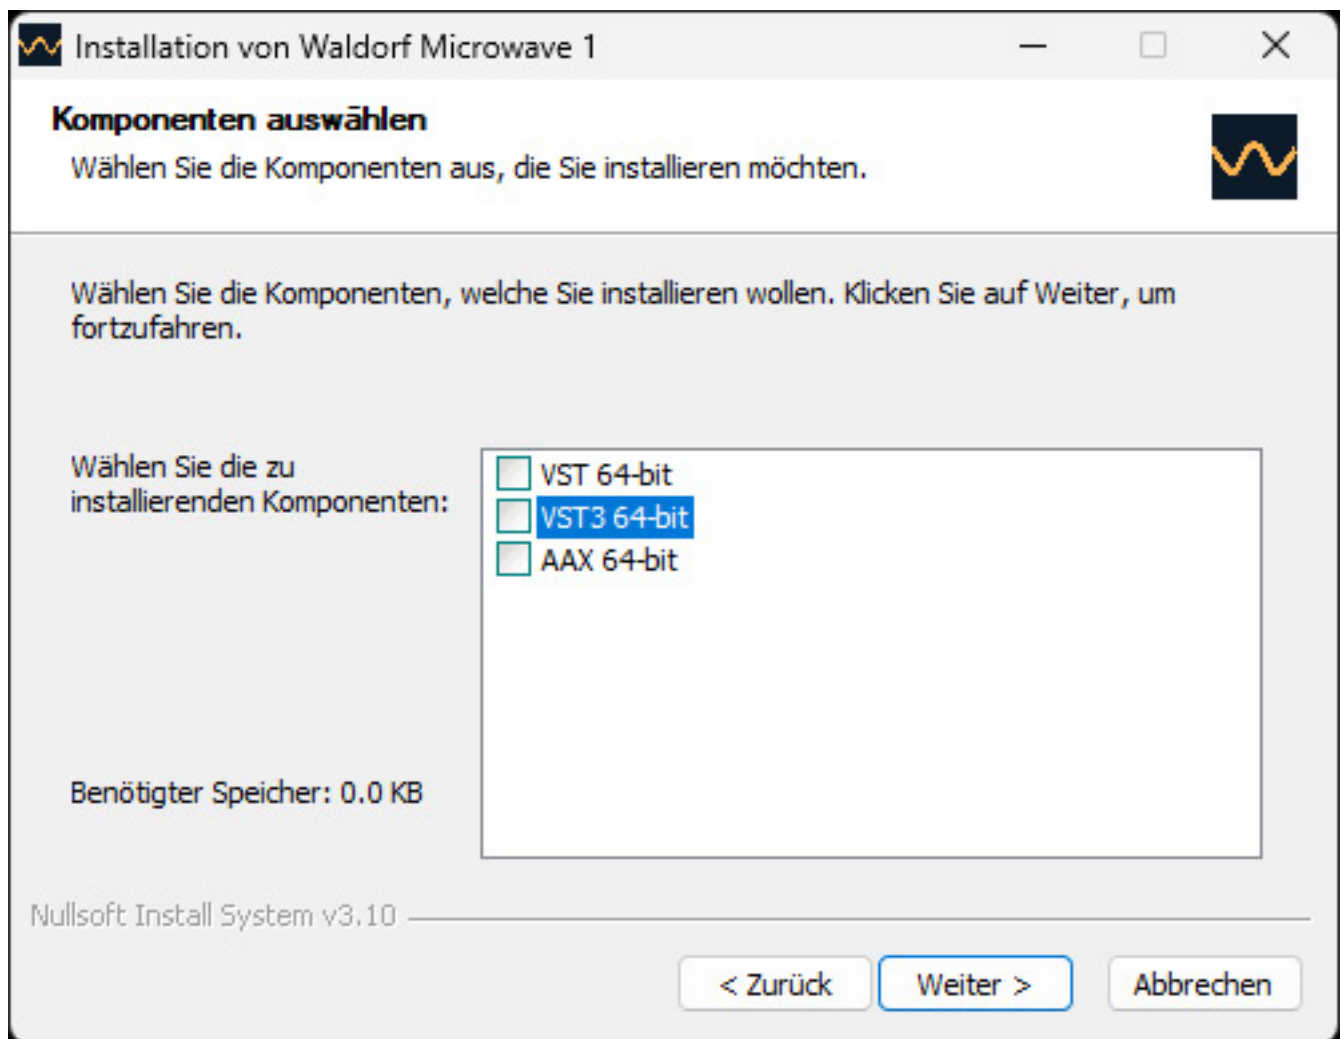 Installation von Waldorf Microwave 1
Komponenten auswählen
Wählen Sie die Komponenten aus, die Sie installieren möchten.
Wählen Sie die Komponenten, welche Sie installieren wollen. Klicken Sie auf Weiter, um
fortzufahren.
Wählen Sie die zu
installierenden Komponenten:
VST 64-bit
VST3 64-bit
AAX 64-bit
Benötigter Speicher: 0.0 KB
Nullsoft Install System v3.10
< Zurück
Weiter >
Abbrechen